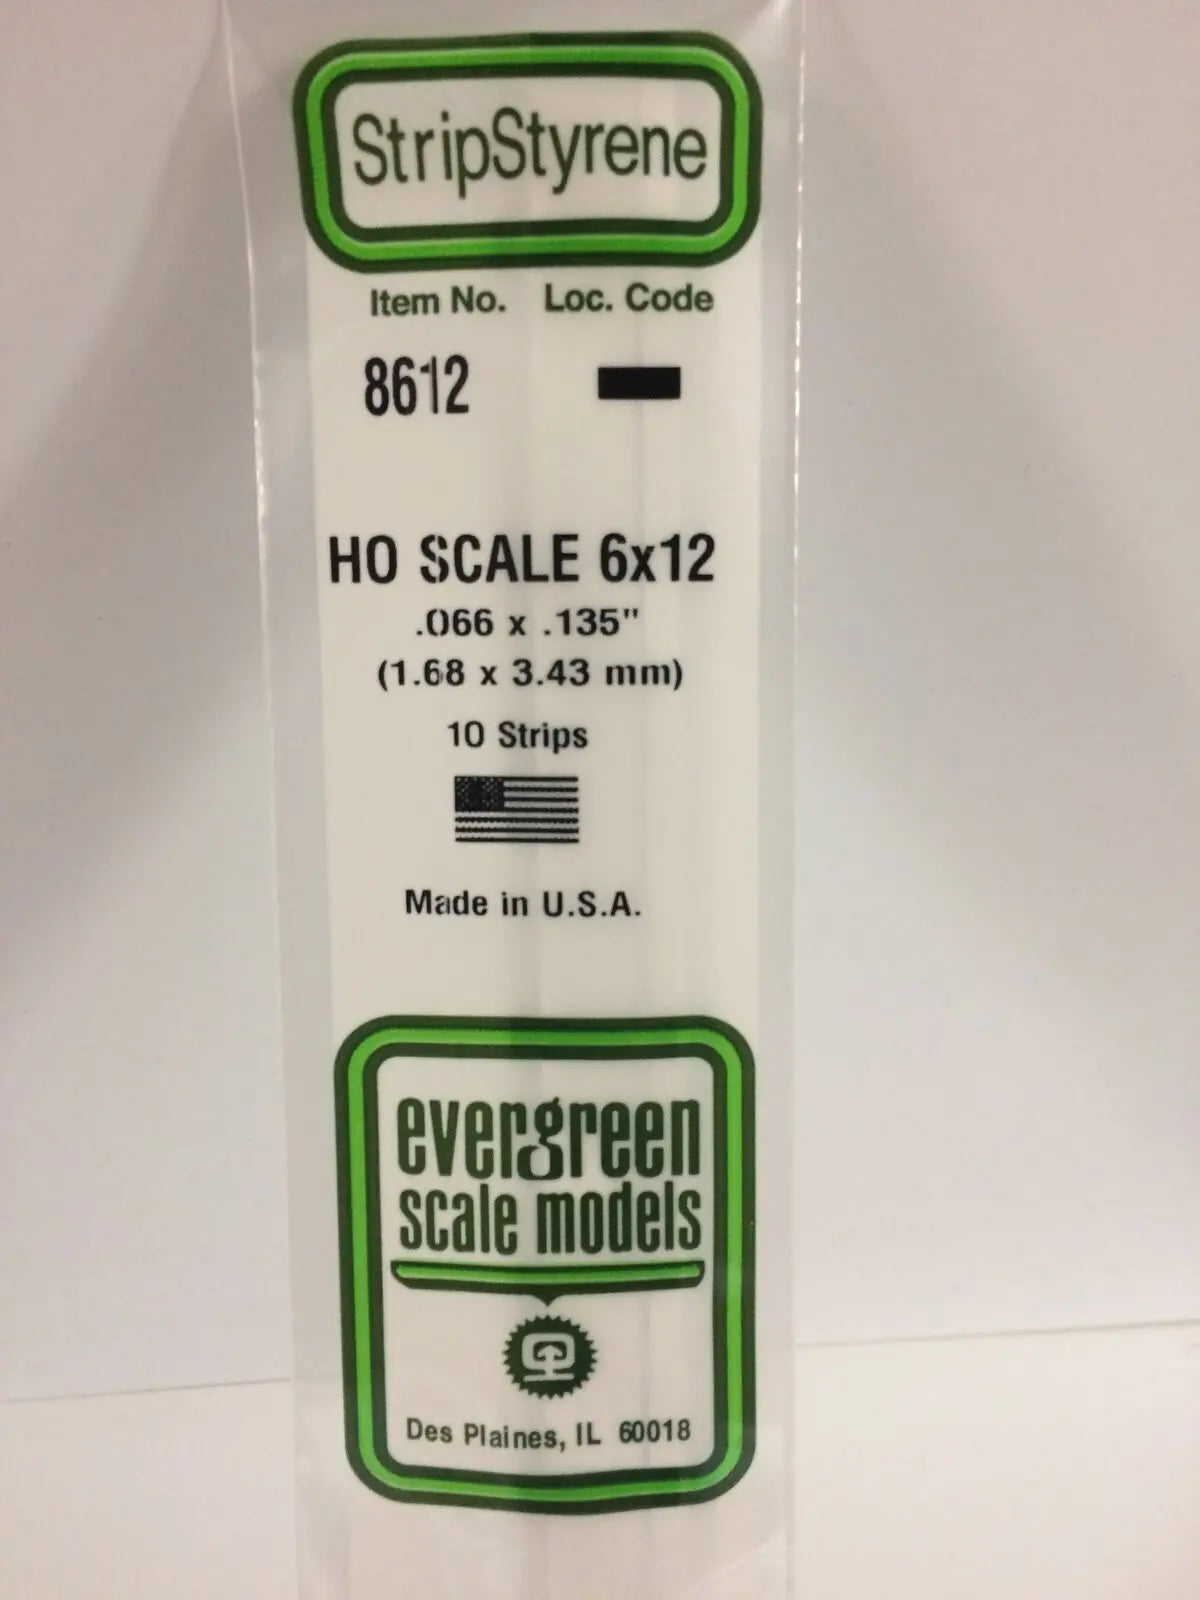 StripStyrene
Item No. Loc. Code
8612
HO SCALE 6x12
.066 x .135"
(1.68 x 3.43 mm)
10 Strips
Made in U.S.A.
evergreen
scale models
Des Plaines, IL 60018